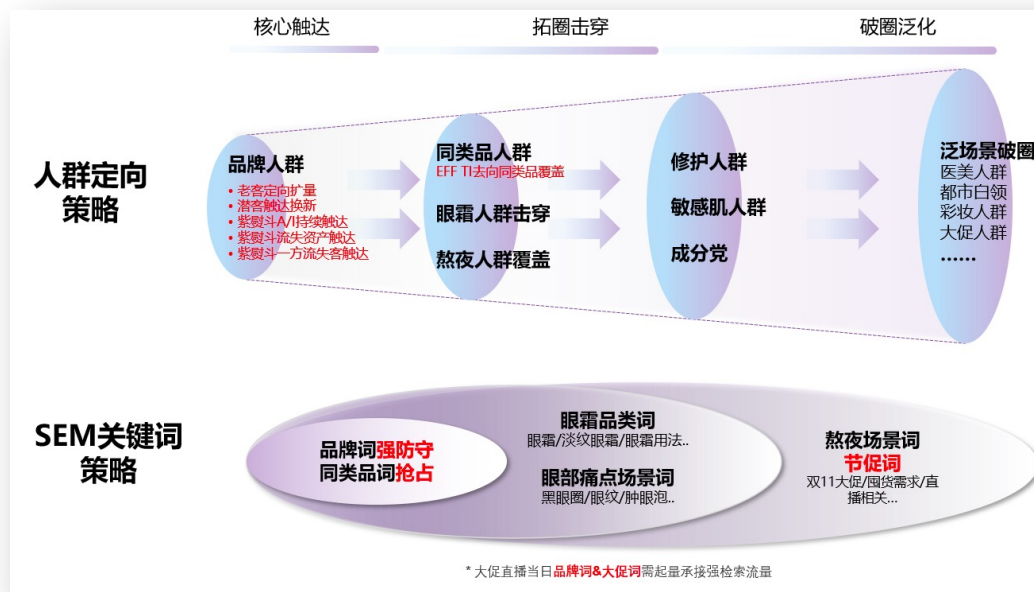 核心触达
拓圈击穿
破圈泛化
人群定向
策略
品牌人群
• 老客定向扩量
• 潜客触达换新
• 紫熨斗A/I持续触达
• 紫熨斗流失资产触达
• 紫熨斗一方流失客触达
同类品人群
EFF TI去向同类品覆盖
眼霜人群击穿
熬夜人群覆盖
修护人群
敏感肌人群
成分党
泛场景破圈
医美人群
都市白领
彩妆人群
大促人群
......
SEM关键词
策略
品牌词强防守
同类品词抢占
眼霜品类词
眼霜/淡纹眼霜/眼霜用法..
眼部痛点场景词
黑眼圈/眼纹/肿眼泡..
熬夜场景词
节促词
双11大促/囤货需求/直
播相关...
* 大促直播当日品牌词&大促词需起量承接强检索流量